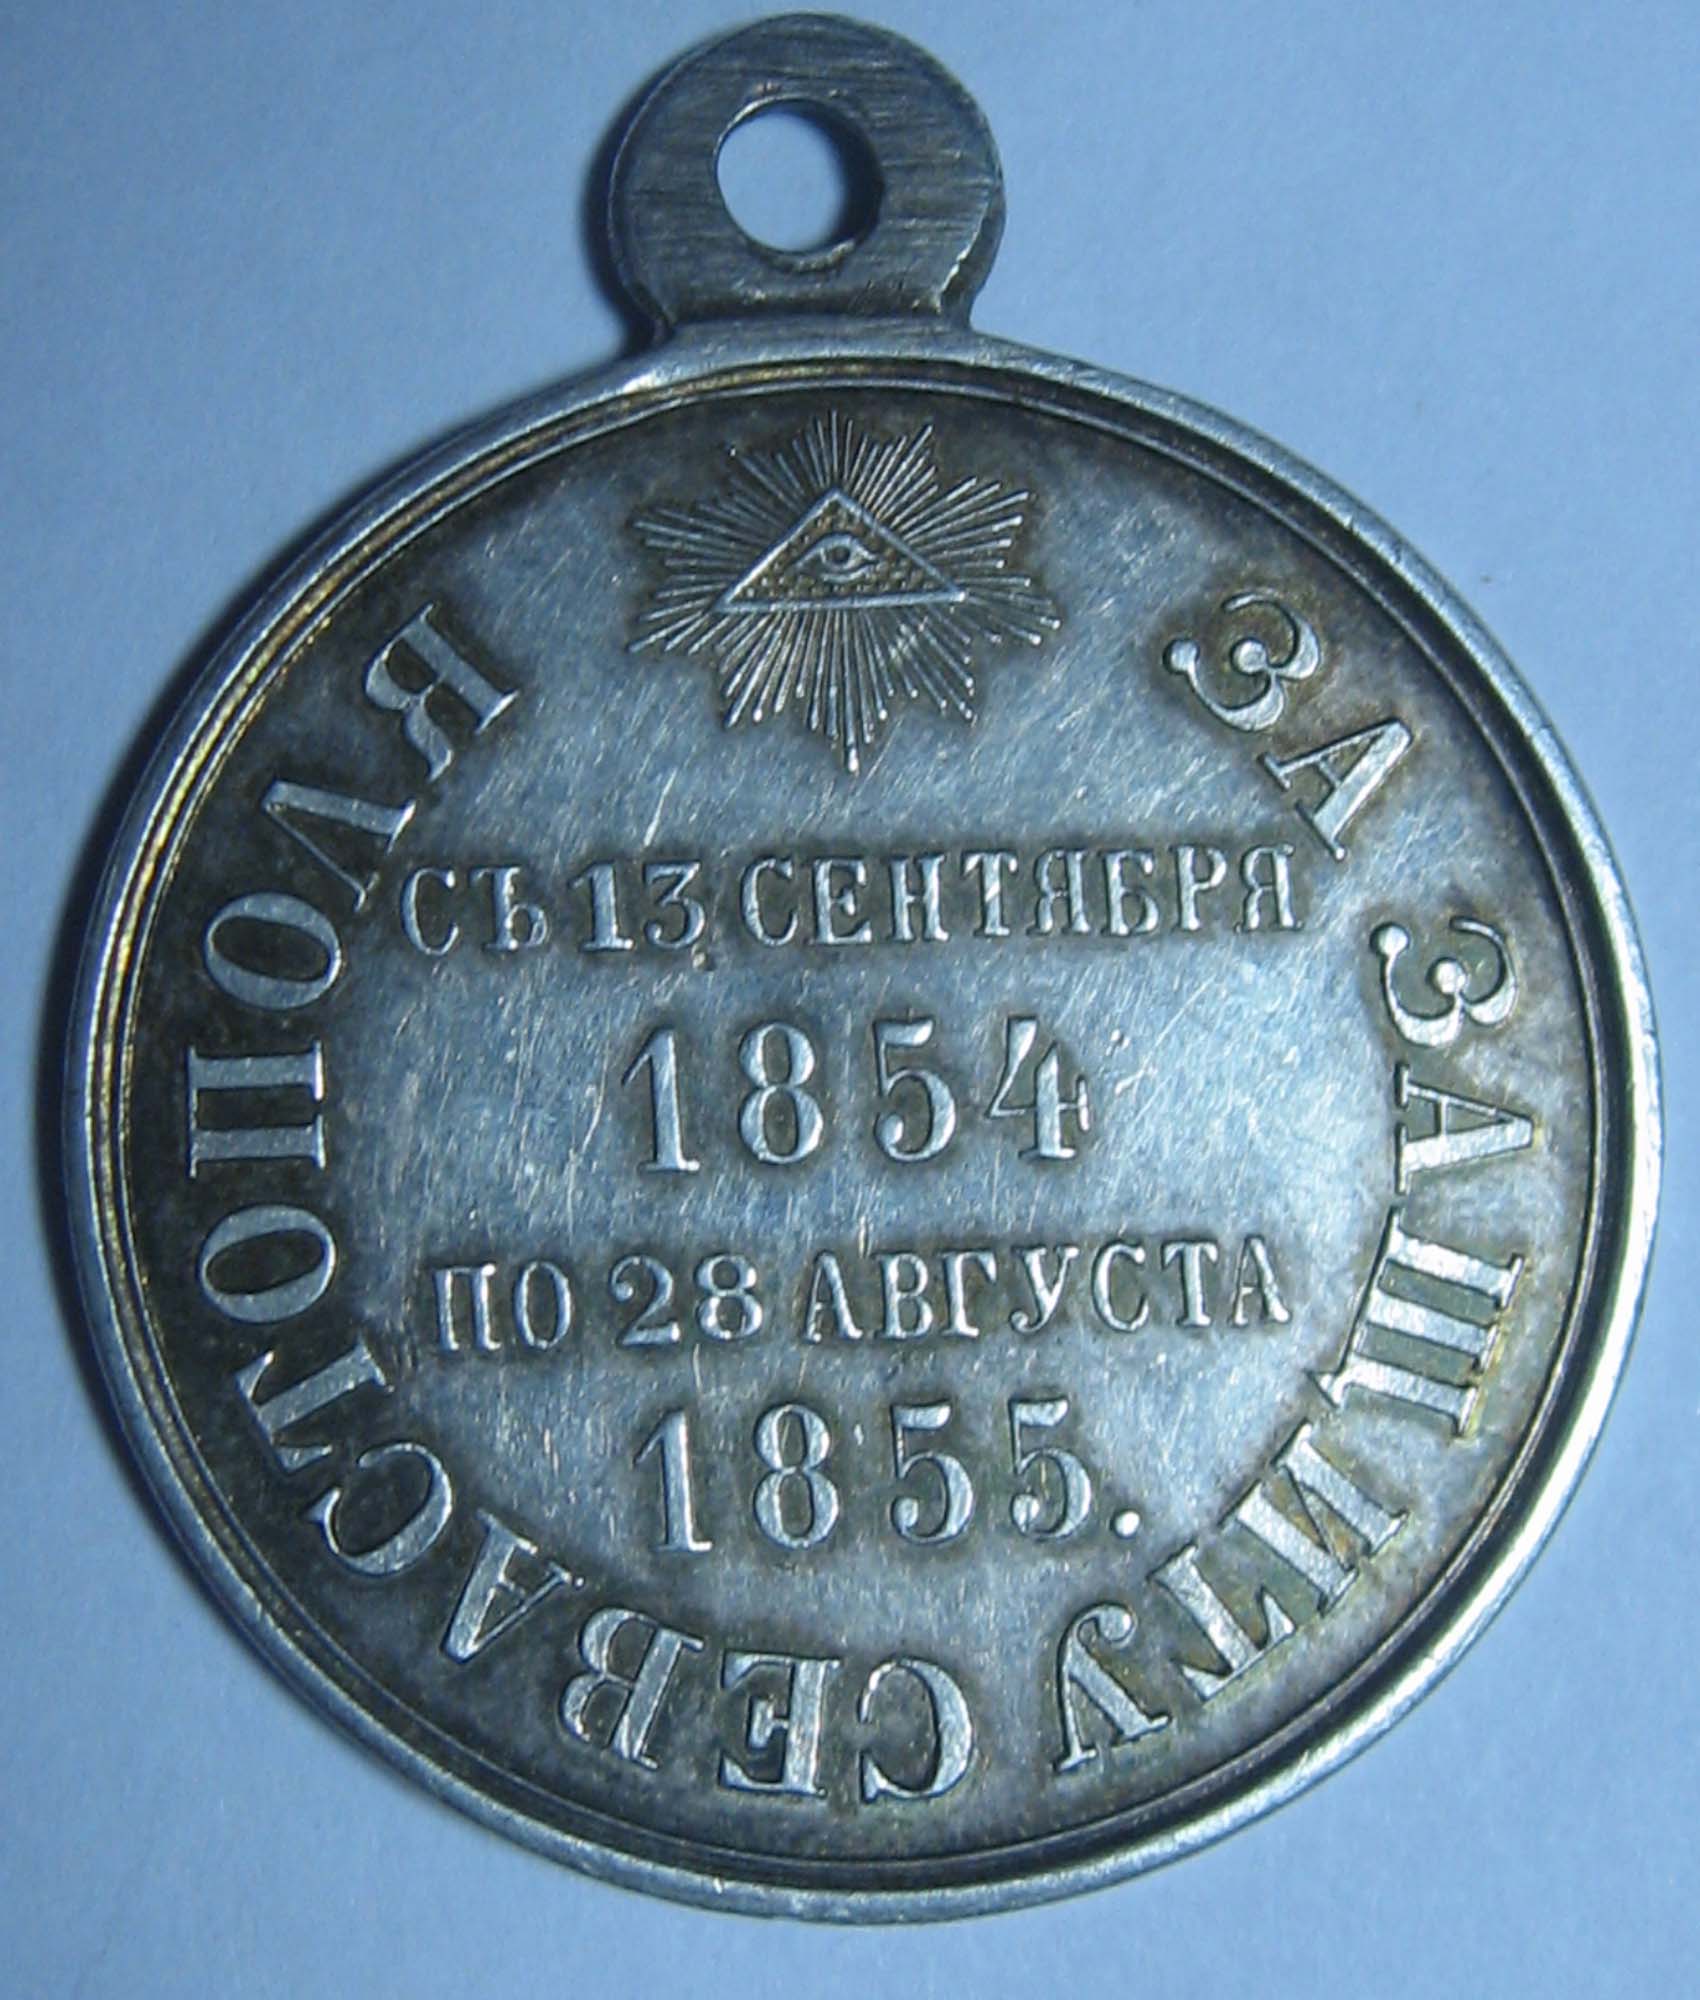 ЗА ЗАЩИТУ СЕВАСТОПОЛЯ
СЪ 13 СЕНТЯБРЯ
1854
ПО 28 АВГУСТА
1855.